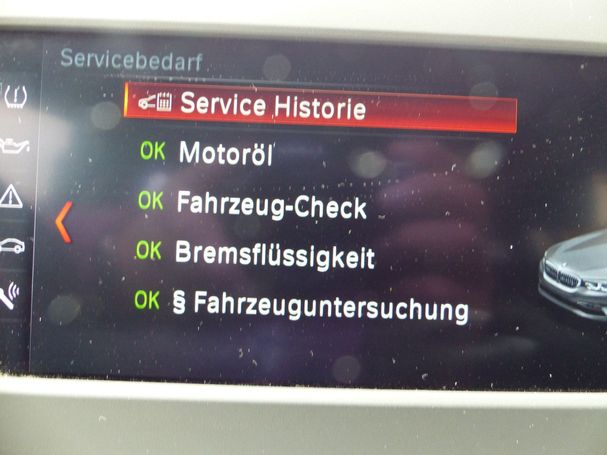 Servicebedarf
Service Historie
OK Motoröl
OK Fahrzeug-Check
OK Bremsflüssigkeit
OK § Fahrzeuguntersuchung